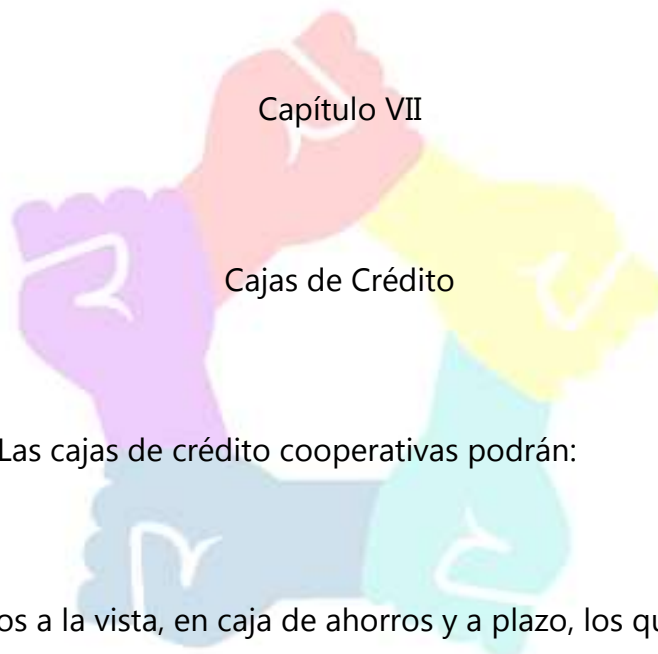 Capítulo VII
Cajas de Crédito
Las cajas de crédito cooperativas podrán:
a la vista, en caja de ahorros y a plazo, los